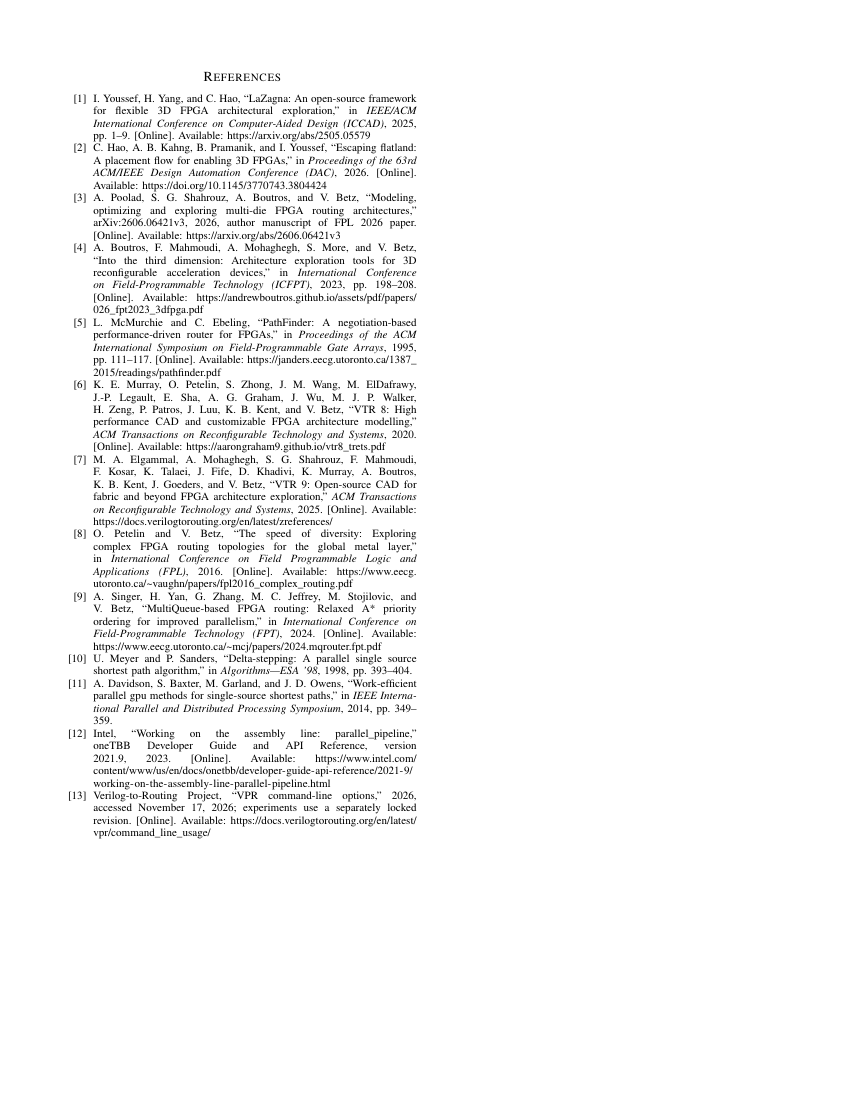 REFERENCES
[1] I. Youssef, H. Yang, and C. Hao, “LaZagna: An open-source framework
for flexible 3D FPGA architectural exploration,” in IEEE/ACM
International Conference on Computer-Aided Design (ICCAD), 2025,
pp. 1–9. [Online]. Available: https://arxiv.org/abs/2505.05579
[2] C. Hao, A. B. Kahng, B. Pramanik, and I. Youssef, “Escaping flatland:
A placement flow for enabling 3D FPGAs,” in Proceedings of the 63rd
ACM/IEEE Design Automation Conference (DAC), 2026. [Online].
Available: https://doi.org/10.1145/3770743.3804424
[3] A. Poolad, S. G. Shahrouz, A. Boutros, and V. Betz, “Modeling,
optimizing and exploring multi-die FPGA routing architectures,”
arXiv:2606.06421v3, 2026, author manuscript of FPL 2026 paper.
[Online]. Available: https://arxiv.org/abs/2606.06421v3
[4] A. Boutros, F. Mahmoudi, A. Mohaghegh, S. More, and V. Betz,
“Into the third dimension: Architecture exploration tools for 3D
reconfigurable acceleration devices,” in International Conference
on Field-Programmable Technology (ICFPT), 2023, pp. 198–208.
[Online]. Available: https://andrewboutros.github.io/assets/pdf/papers/
026_fpt2023_3dfpga.pdf
[5] L. McMurchie and C. Ebeling, “PathFinder: A negotiation-based
performance-driven router for FPGAs,” in Proceedings of the ACM
International Symposium on Field-Programmable Gate Arrays, 1995,
pp. 111–117. [Online]. Available: https://janders.eecg.utoronto.ca/1387_
2015/readings/pathfinder.pdf
[6] K. E. Murray, O. Petelin, S. Zhong, J. M. Wang, M. ElDafrawy,
J.-P. Legault, E. Sha, A. G. Graham, J. Wu, M. J. P. Walker,
H. Zeng, P. Patros, J. Luu, K. B. Kent, and V. Betz, “VTR 8: High
performance CAD and customizable FPGA architecture modelling,”
ACM Transactions on Reconfigurable Technology and Systems, 2020.
[Online]. Available: https://aarongraham9.github.io/vtr8_trets.pdf
[7] M. A. Elgammal, A. Mohaghegh, S. G. Shahrouz, F. Mahmoudi,
F. Kosar, K. Talaei, J. Fife, D. Khadivi, K. Murray, A. Boutros,
K. B. Kent, J. Goeders, and V. Betz, “VTR 9: Open-source CAD for
fabric and beyond FPGA architecture exploration,” ACM Transactions
on Reconfigurable Technology and Systems, 2025. [Online]. Available:
https://docs.verilogtorouting.org/en/latest/zreferences/
[8] O. Petelin and V. Betz, “The speed of diversity: Exploring
complex FPGA routing topologies for the global metal layer,”
in International Conference on Field Programmable Logic and
Applications (FPL), 2016. [Online]. Available: https://www.eecg.
utoronto.ca/~vaughn/papers/fpl2016_complex_routing.pdf
[9] A. Singer, H. Yan, G. Zhang, M. C. Jeffrey, M. Stojilovic, and
V. Betz, “MultiQueue-based FPGA routing: Relaxed A* priority
ordering for improved parallelism,” in International Conference on
Field-Programmable Technology (FPT), 2024. [Online]. Available:
https://www.eecg.utoronto.ca/~mcj/papers/2024.mqrouter.fpt.pdf
[10] U. Meyer and P. Sanders, “Delta-stepping: A parallel single source
shortest path algorithm,” in Algorithms—ESA ’98, 1998, pp. 393–404.
[11] A. Davidson, S. Baxter, M. Garland, and J. D. Owens, “Work-efficient
parallel gpu methods for single-source shortest paths,” in IEEE Interna-
tional Parallel and Distributed Processing Symposium, 2014, pp. 349–
359.
[12] Intel, “Working on the assembly line: parallel_pipeline,”
oneTBB Developer Guide and API Reference, version
2021.9, 2023. [Online]. Available: https://www.intel.com/
content/www/us/en/docs/onetbb/developer-guide-api-reference/2021-9/
working-on-the-assembly-line-parallel-pipeline.html
[13] Verilog-to-Routing Project, “VPR command-line options,” 2026,
accessed November 17, 2026; experiments use a separately locked
revision. [Online]. Available: https://docs.verilogtorouting.org/en/latest/
vpr/command_line_usage/